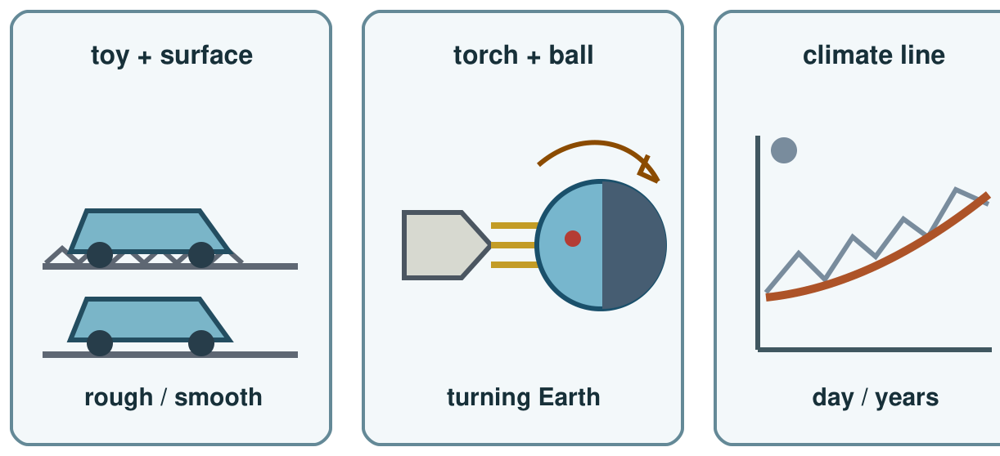 toy + surface
rough / smooth
torch + ball
turning Earth
climate line
day / years